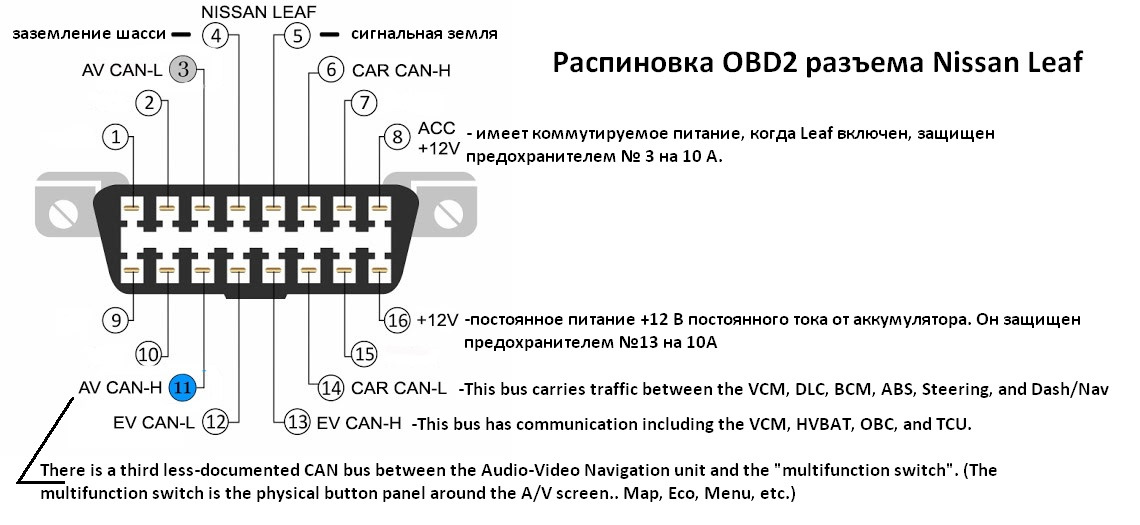 NISSAN LEAF
заземление шасси
4
5
сигнальная земля
AV CAN-L 3
6 CAR CAN-H
Распиновка OBD2 разъема Nissan Leaf
2
7
1
8 ACC
+12V
- имеет коммутируемое питание, когда Leaf включен, защищен
предохранителем № 3 на 10 А.
9
16 +12V -постоянное питание +12 В постоянного тока от аккумулятора. Он защищен
предохранителем №13 на 10А
10
15
AV CAN-H 11
14 CAR CAN-L -This bus carries traffic between the VCM, DLC, BCM, ABS, Steering, and Dash/Nav
EV CAN-L 12
13 EV CAN-H -This bus has communication including the VCM, HVBAT, OBC, and TCU.
There is a third less-documented CAN bus between the Audio-Video Navigation unit and the "multifunction switch". (The
multifunction switch is the physical button panel around the A/V screen.. Map, Eco, Menu, etc.)